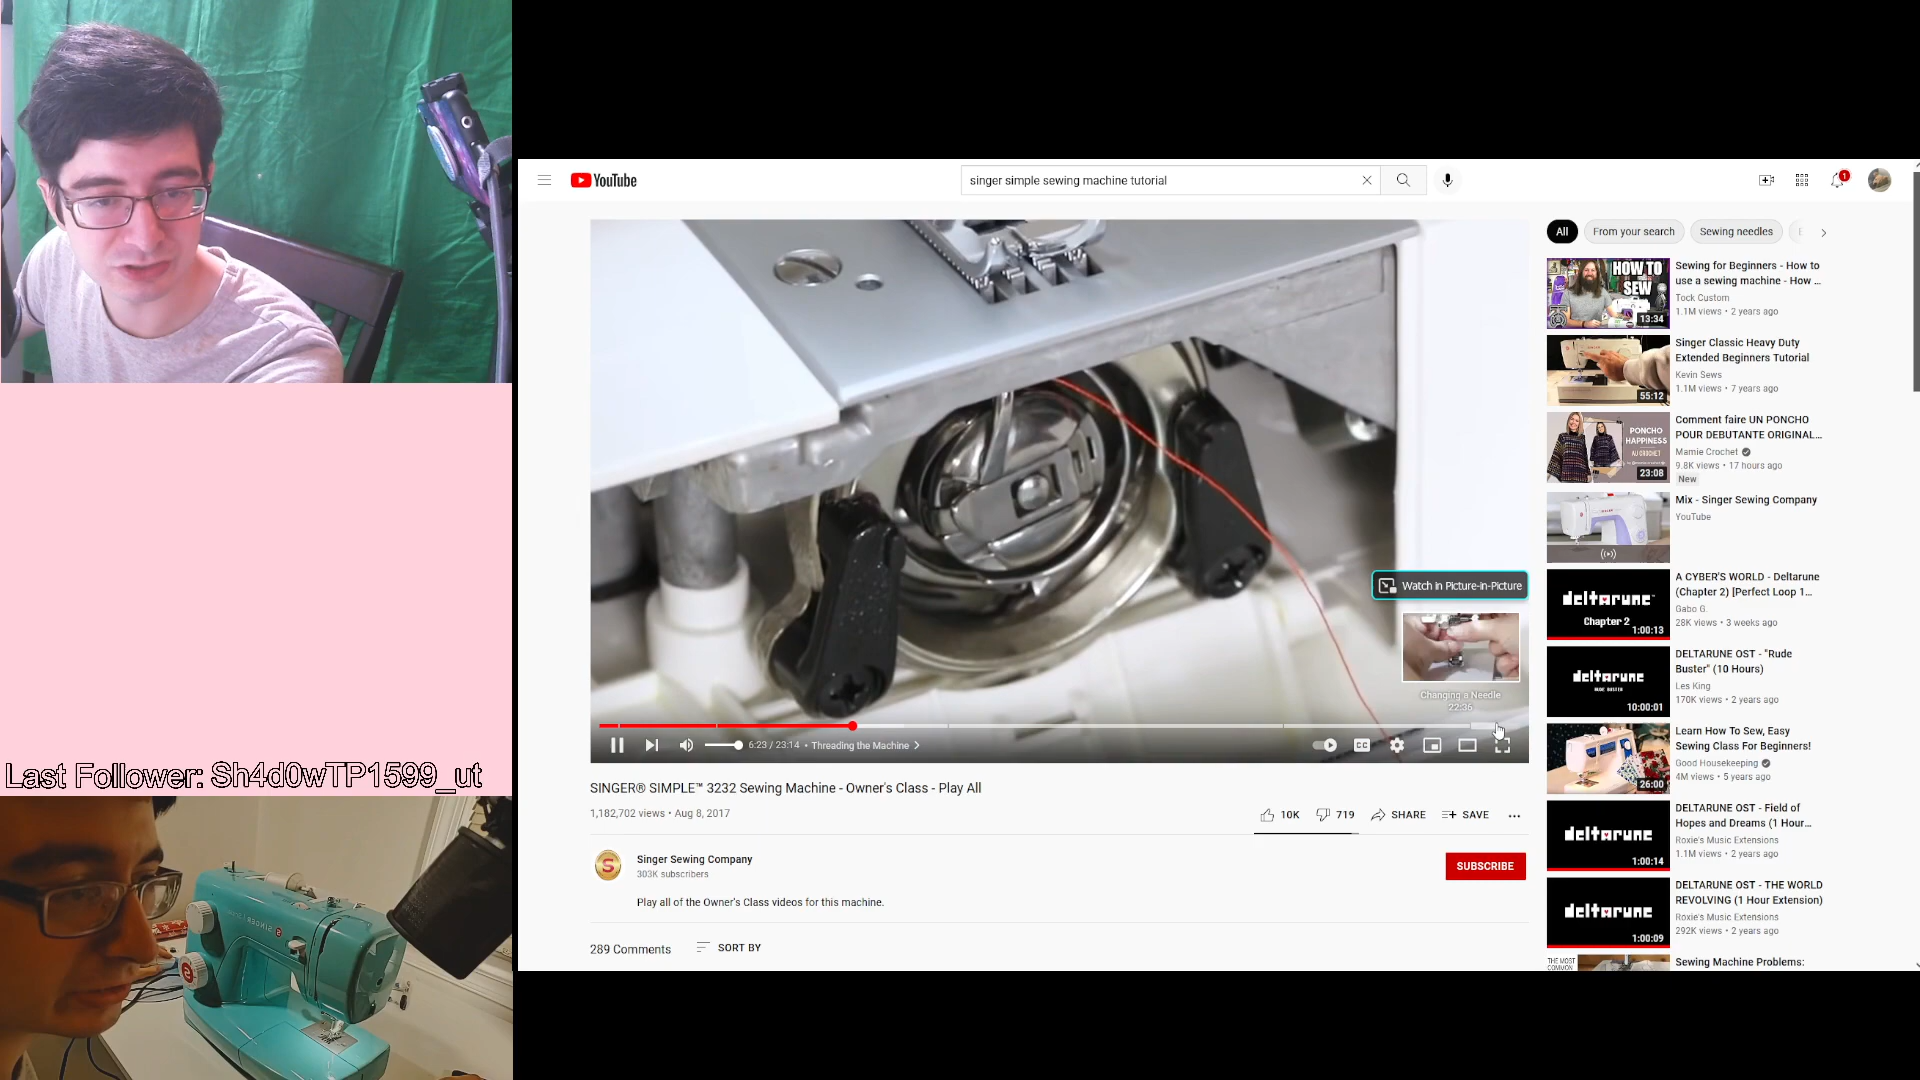 YouTube
singer simple sewing machine tutorial
1
Watch in Picture-in-Picture
Changing a Needle
22:36
6:23 / 23:14 • Threading the Machine
CC
SINGER® SIMPLE™ 3232 Sewing Machine - Owner's Class - Play All
1,182,702 views • Aug 8, 2017
10K
719
SHARE
SAVE
S
Singer Sewing Company
303K subscribers
SUBSCRIBE
Play all of the Owner's Class videos for this machine.
289 Comments
SORT BY
All
From your search
Sewing needles
HOW TO
SEW
13:34
Sewing for Beginners - How to
use a sewing machine - How ...
Tock Custom
1.1M views • 2 years ago
55:12
Singer Classic Heavy Duty
Extended Beginners Tutorial
Kevin Sews
1.1M views • 7 years ago
PONCHO
HAPPINESS
AU CROCHET
23:08
Comment faire UN PONCHO
POUR DEBUTANTE ORIGINAL...
Mamie Crochet
9.8K views • 17 hours ago
New
Mix - Singer Sewing Company
YouTube
deltarune
Chapter 2
1:00:13
A CYBER'S WORLD - Deltarune
(Chapter 2) [Perfect Loop 1...
Gabo G.
28K views • 3 weeks ago
deltarune
RUDE BUSTER
10:00:01
DELTARUNE OST - "Rude
Buster" (10 Hours)
Les King
170K views • 2 years ago
26:00
Learn How To Sew, Easy
Sewing Class For Beginners!
Good Housekeeping
4M views • 5 years ago
deltarune
1:00:14
DELTARUNE OST - Field of
Hopes and Dreams (1 Hour...
Roxie's Music Extensions
1.1M views • 2 years ago
deltarune
1:00:09
DELTARUNE OST - THE WORLD
REVOLVING (1 Hour Extension)
Roxie's Music Extensions
292K views • 2 years ago
THE MOST
COMMON
Sewing Machine Problems:
Last Follower: Sh4d0wTP1599_ut
SINGER